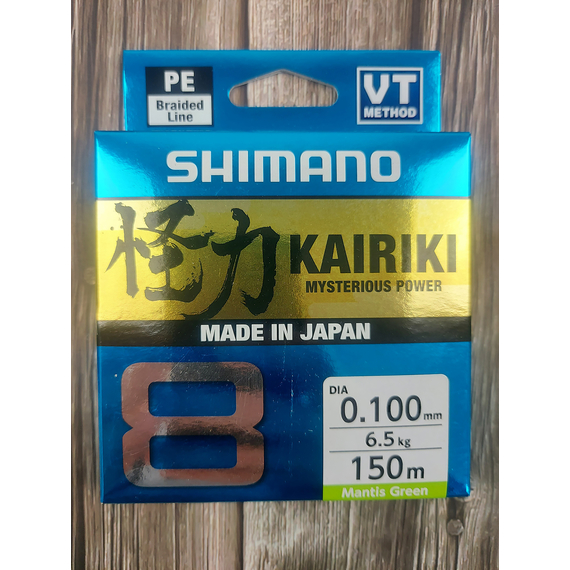 PE
Braided
Line
VT
METHOD
SHIMANO
怪力 KAIRIKI
MYSTERIOUS POWER
MADE IN JAPAN
8
DIA
0.100mm
6.5kg
150m
Mantis Green